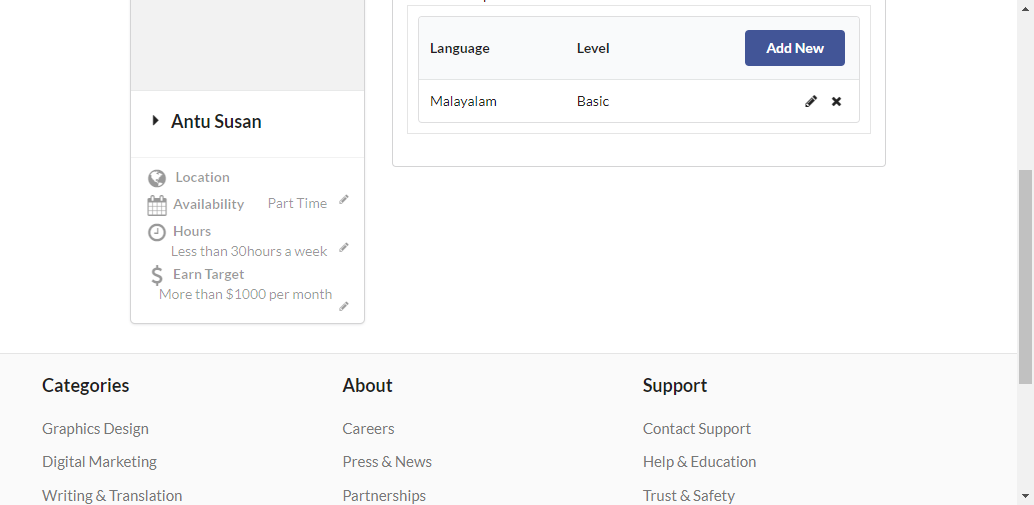 Language Level Add New
Malayalam Basic
Antu Susan
Location
Availability Part Time
Hours
Less than 30hours a week
Earn Target
More than $1000 per month
Categories About Support
Graphics Design Careers Contact Support
Digital Marketing Press & News Help & Education
Writing & Translation Partnerships Trust & Safety